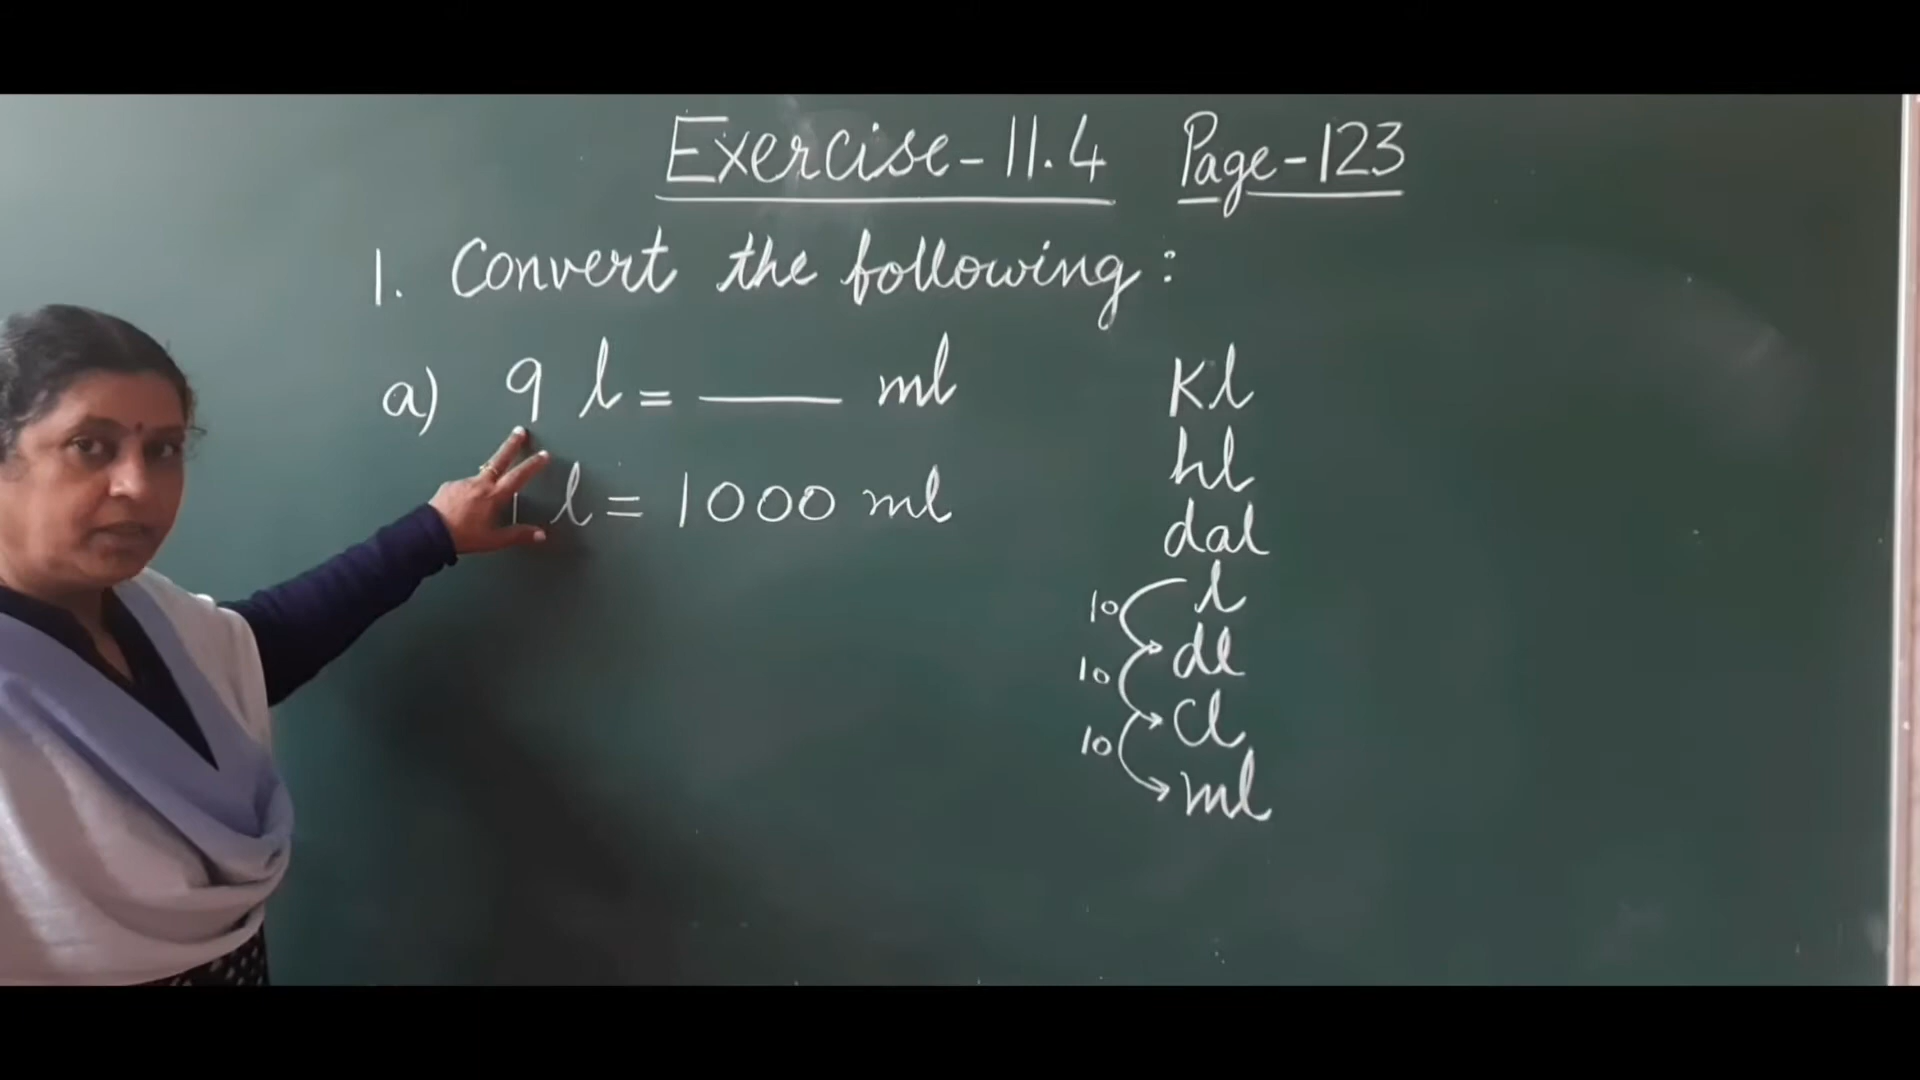 Exercise-11.4 Page-123
1. Convert the following:
a) 9 l = ___ ml
1 l = 1000 ml
Kl
hl
dal
10 l
10 dl
10 cl
ml